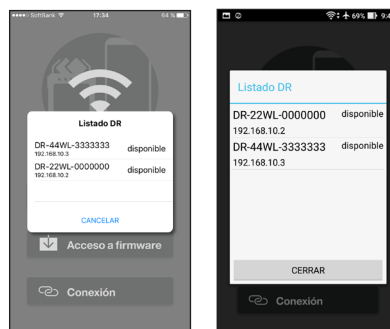 SoftBank 17:34 64 %
Listado DR
DR-44WL-3333333 disponible
192.168.10.3
DR-22WL-0000000 disponible
192.168.10.2
CANCELAR
Acceso a firmware
Conexión
69% 9:4
Listado DR
DR-22WL-0000000 disponible
192.168.10.2
DR-44WL-3333333 disponible
192.168.10.3
CERRAR
Conexión